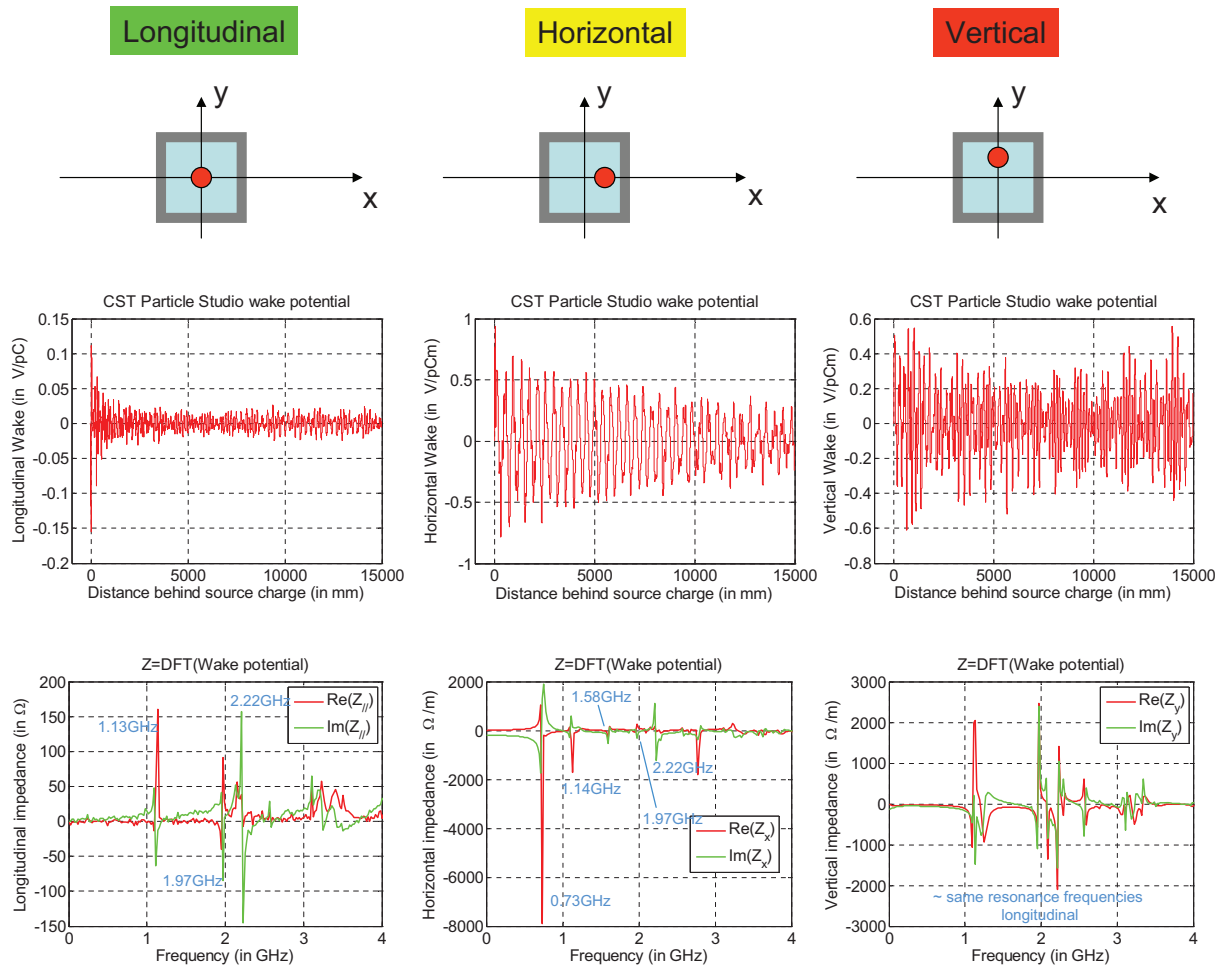 Longitudinal
Horizontal
Vertical
y
x
y
x
y
x
CST Particle Studio wake potential
Longitudinal Wake (in V/pC)
0.15
0.1
0.05
0
-0.05
-0.1
-0.15
-0.2
0 5000 10000 15000
Distance behind source charge (in mm)
CST Particle Studio wake potential
Horizontal Wake (in V/pCm)
1
0.5
0
-0.5
-1
0 5000 10000 15000
Distance behind source charge (in mm)
CST Particle Studio wake potential
Vertical Wake (in V/pCm)
0.6
0.4
0.2
0
-0.2
-0.4
-0.6
-0.8
0 5000 10000 15000
Distance behind source charge (in mm)
Z=DFT(Wake potential)
Longitudinal impedance (in Ω)
200
150
100
50
0
-50
-100
-150
1.13GHz
2.22GHz
Re(Z//)
Im(Z//)
1.97GHz
0 1 2 3 4
Frequency (in GHz)
Z=DFT(Wake potential)
Horizontal impedance (in Ω /m)
2000
0
-2000
-4000
-6000
-8000
1.58GHz
2.22GHz
1.14GHz
1.97GHz
Re(Zx)
Im(Zx)
0.73GHz
0 1 2 3 4
Frequency (in GHz)
Z=DFT(Wake potential)
Vertical impedance (in Ω /m)
3000
2000
1000
0
-1000
-2000
-3000
Re(Zy)
Im(Zy)
~ same resonance frequencies
longitudinal
0 1 2 3 4
Frequency (in GHz)